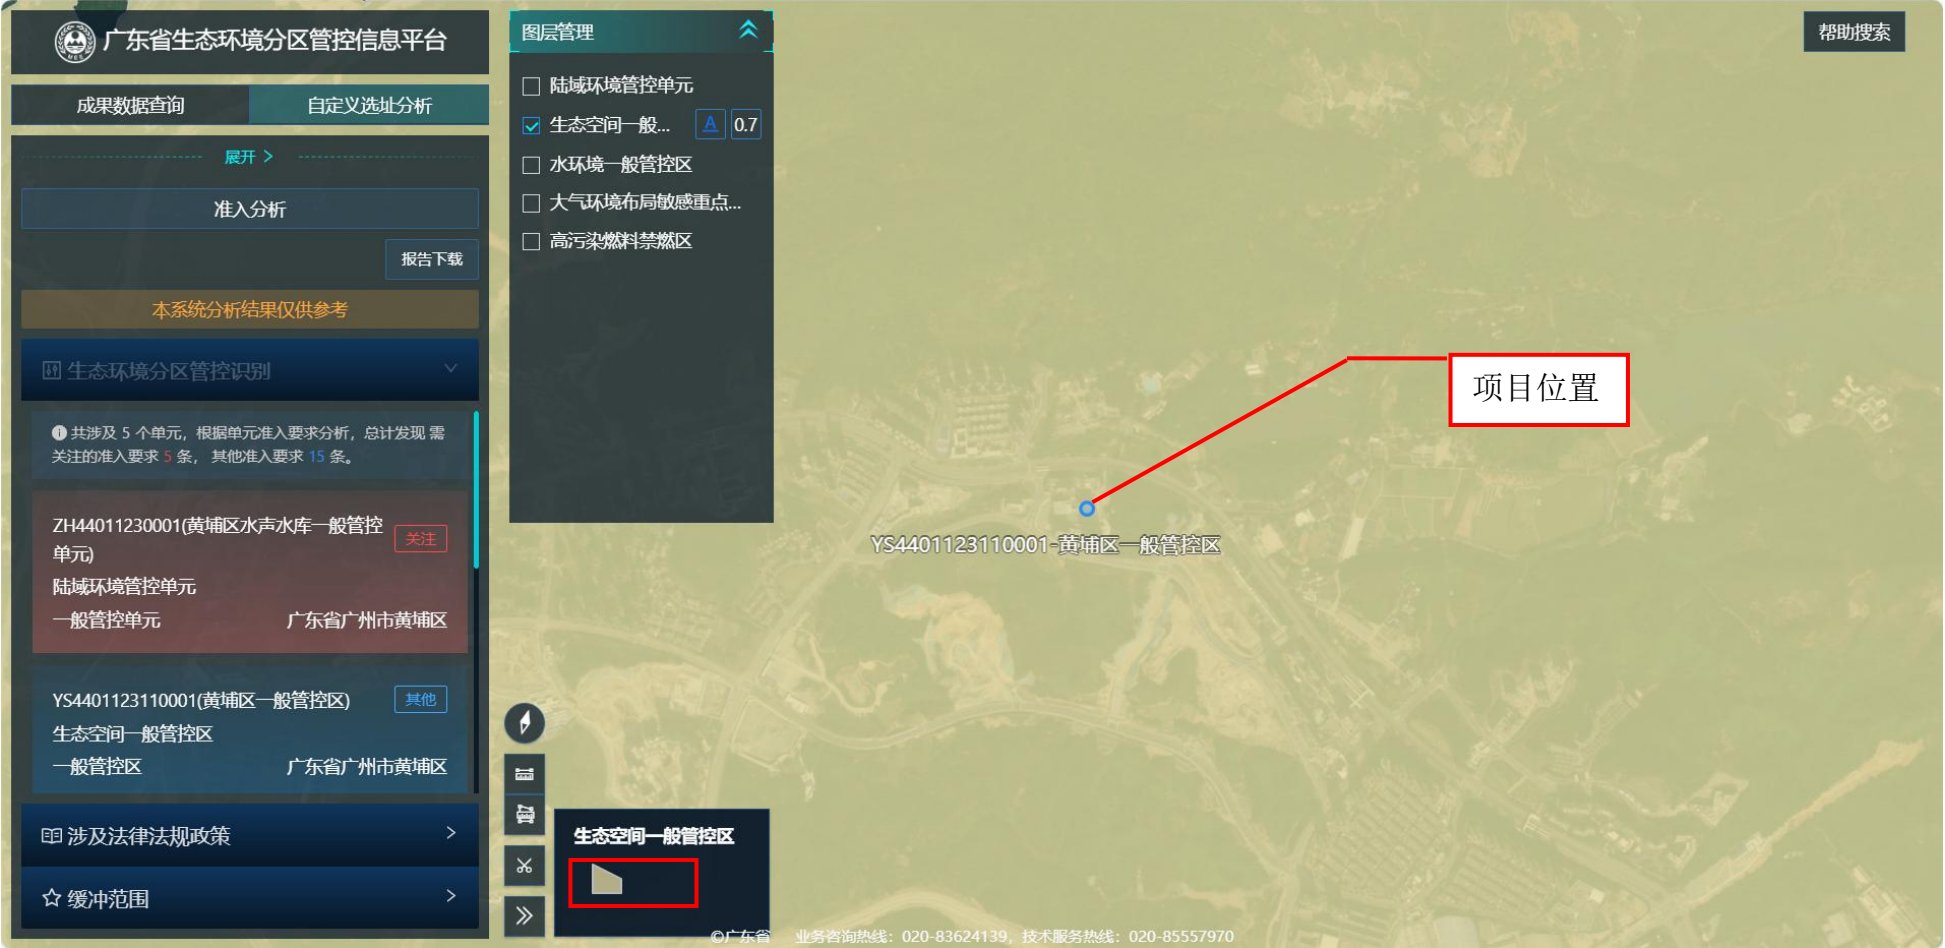 广东省生态环境分区管控信息平台
成果数据查询
自定义选址分析
展开 >
准入分析
报告下载
本系统分析结果仅供参考
生态环境分区管控识别
共涉及 5 个单元，根据单元准入要求分析，总计发现 需
关注的准入要求 5 条， 其他准入要求 15 条。
ZH44011230001(黄埔区水声水库一般管控
单元)
关注
陆域环境管控单元
一般管控单元
广东省广州市黄埔区
YS4401123110001(黄埔区一般管控区)
其他
生态空间一般管控区
一般管控区
广东省广州市黄埔区
涉及法律法规政策
缓冲范围
图层管理
陆域环境管控单元
生态空间一般...
A
0.7
水环境一般管控区
大气环境布局敏感重点...
高污染燃料禁燃区
帮助搜索
项目位置
YS4401123110001-黄埔区一般管控区
生态空间一般管控区
©广东省
业务咨询热线：020-83624139，技术服务热线：020-85557970